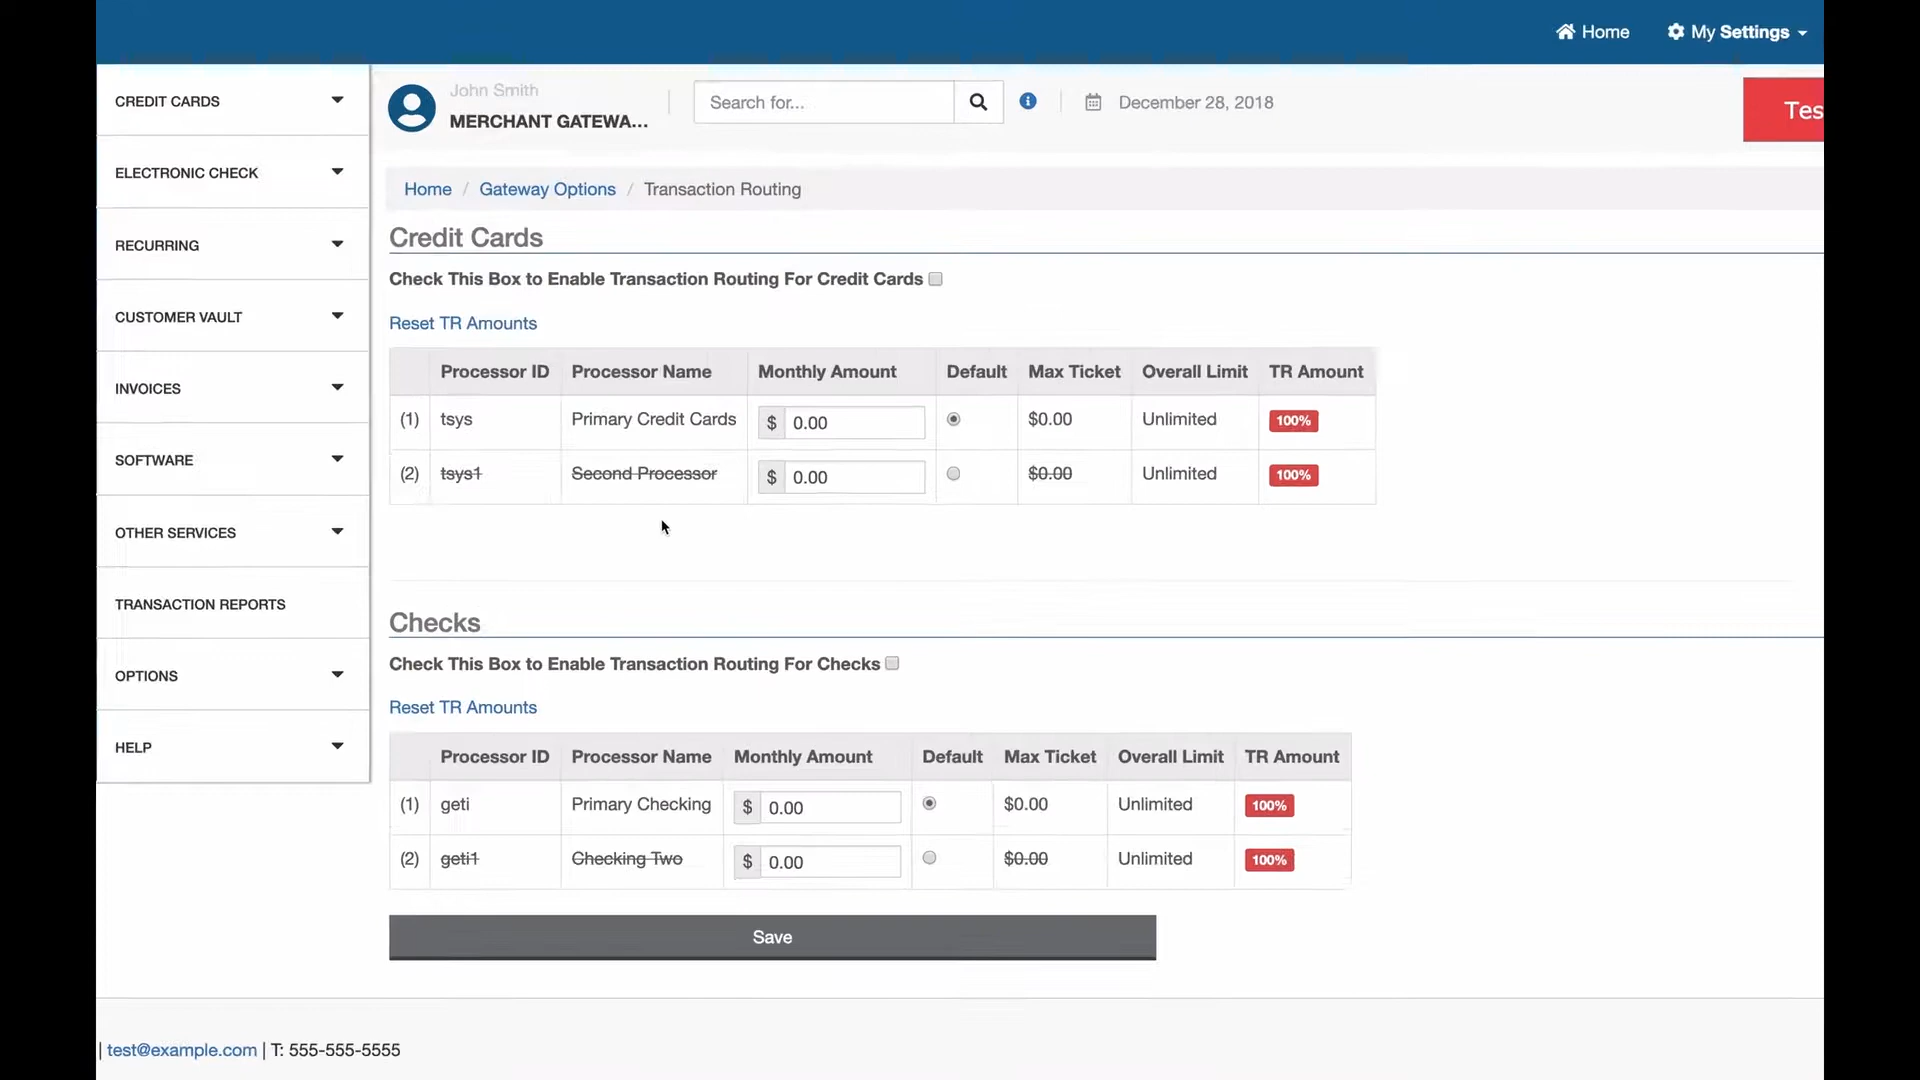 Home My Settings
CREDIT CARDS
ELECTRONIC CHECK
RECURRING
CUSTOMER VAULT
INVOICES
SOFTWARE
OTHER SERVICES
TRANSACTION REPORTS
OPTIONS
HELP
John Smith
MERCHANT GATEWA...
Search for...
December 28, 2018
Tes
Home / Gateway Options / Transaction Routing
Credit Cards
Check This Box to Enable Transaction Routing For Credit Cards
Reset TR Amounts
Processor ID Processor Name Monthly Amount Default Max Ticket Overall Limit TR Amount
(1) tsys Primary Credit Cards $ 0.00 $0.00 Unlimited 100%
(2) tsys1 Second Processor $ 0.00 $0.00 Unlimited 100%
Checks
Check This Box to Enable Transaction Routing For Checks
Reset TR Amounts
Processor ID Processor Name Monthly Amount Default Max Ticket Overall Limit TR Amount
(1) geti Primary Checking $ 0.00 $0.00 Unlimited 100%
(2) geti1 Checking Two $ 0.00 $0.00 Unlimited 100%
Save
| test@example.com | T: 555-555-5555